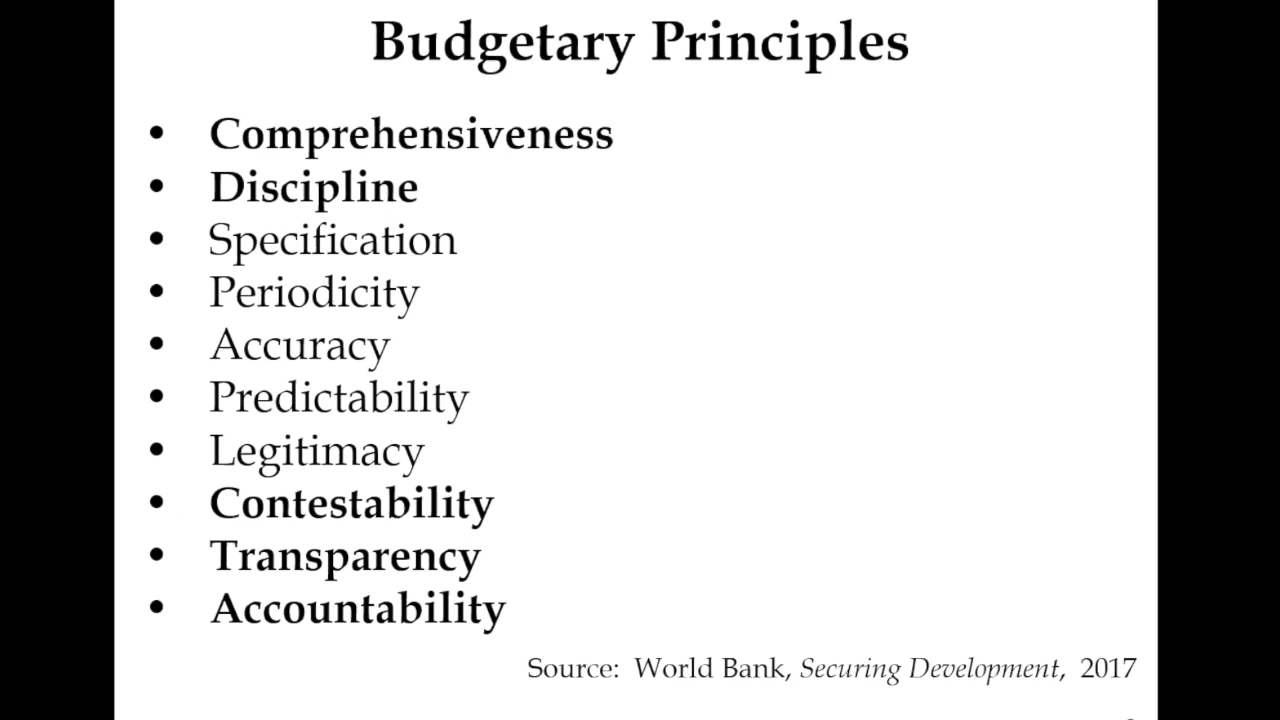 Budgetary Principles
• Comprehensiveness
• Discipline
• Specification
• Periodicity
• Accuracy
• Predictability
• Legitimacy
• Contestability
• Transparency
• Accountability
Source: World Bank, Securing Development, 2017